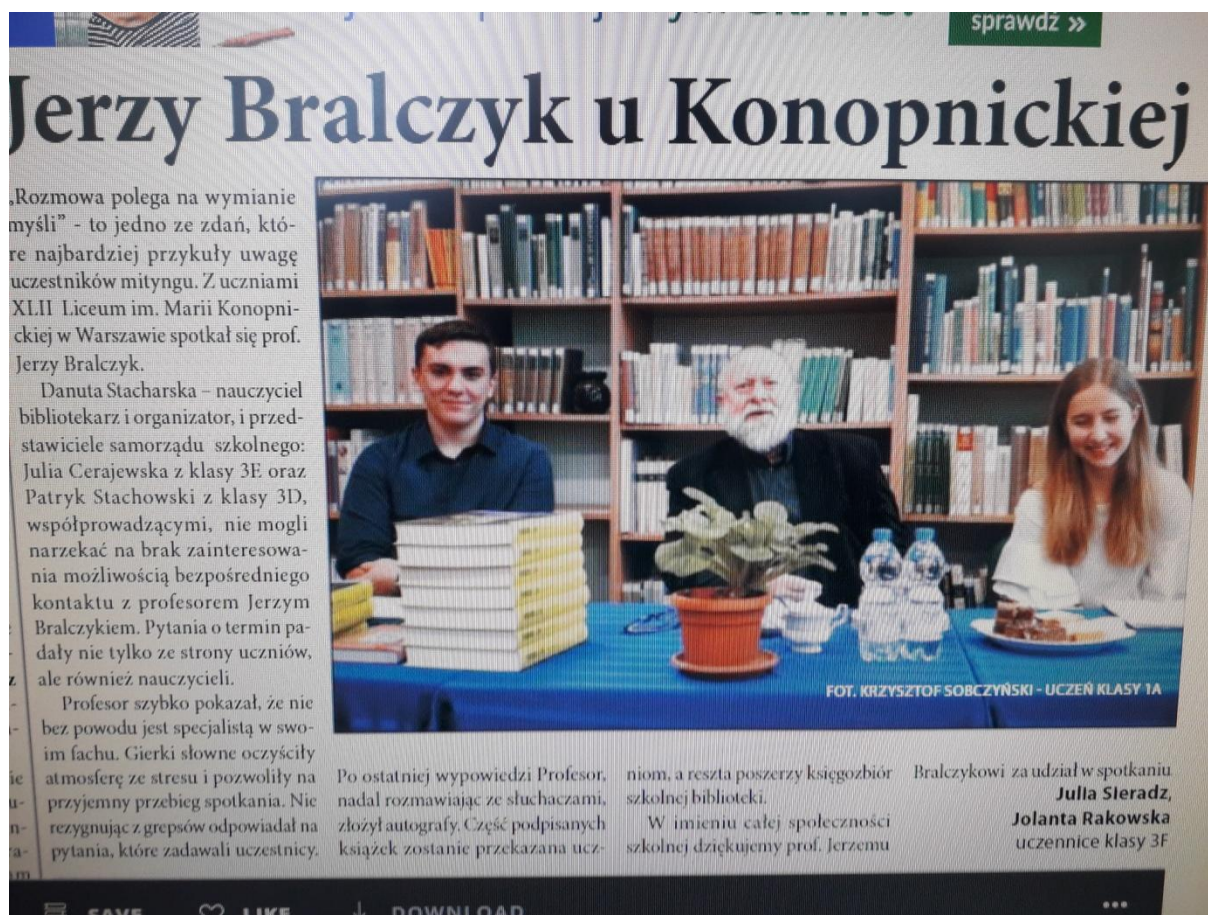 sprawdź »
Jerzy Bralczyk u Konopnickiej
„Rozmowa polega na wymianie
myśli” - to jedno ze zdań, któ-
re najbardziej przykuły uwagę
uczestników mityngu. Z uczniami
XLII Liceum im. Marii Konopni-
ckiej w Warszawie spotkał się prof.
Jerzy Bralczyk.
Danuta Stacharska – nauczyciel
bibliotekarz i organizator, i przed-
stawiciele samorządu szkolnego:
Julia Cerajewska z klasy 3E oraz
Patryk Stachowski z klasy 3D,
współprowadzącymi, nie mogli
narzekać na brak zainteresowa-
nia możliwością bezpośredniego
kontaktu z profesorem Jerzym
Bralczykiem. Pytania o termin pa-
dały nie tylko ze strony uczniów,
ale również nauczycieli.
Profesor szybko pokazał, że nie
bez powodu jest specjalistą w swo-
im fachu. Gierki słowne oczyściły
atmosferę ze stresu i pozwoliły na
przyjemny przebieg spotkania. Nie
rezygnując z grepsów odpowiadał na
pytania, które zadawali uczestnicy.
FOT. KRZYSZTOF SOBCZYŃSKI - UCZEŃ KLASY 1A
Po ostatniej wypowiedzi Profesor,
nadal rozmawiając ze słuchaczami,
złożył autografy. Część podpisanych
książek zostanie przekazana ucz-
niom, a reszta poszerzy księgozbiór
szkolnej biblioteki.
W imieniu całej społeczności
szkolnej dziękujemy prof. Jerzemu
Bralczykowi za udział w spotkaniu
Julia Sieradz,
Jolanta Rakowska
uczennice klasy 3F
SAVE
LIKE
DOWNLOAD